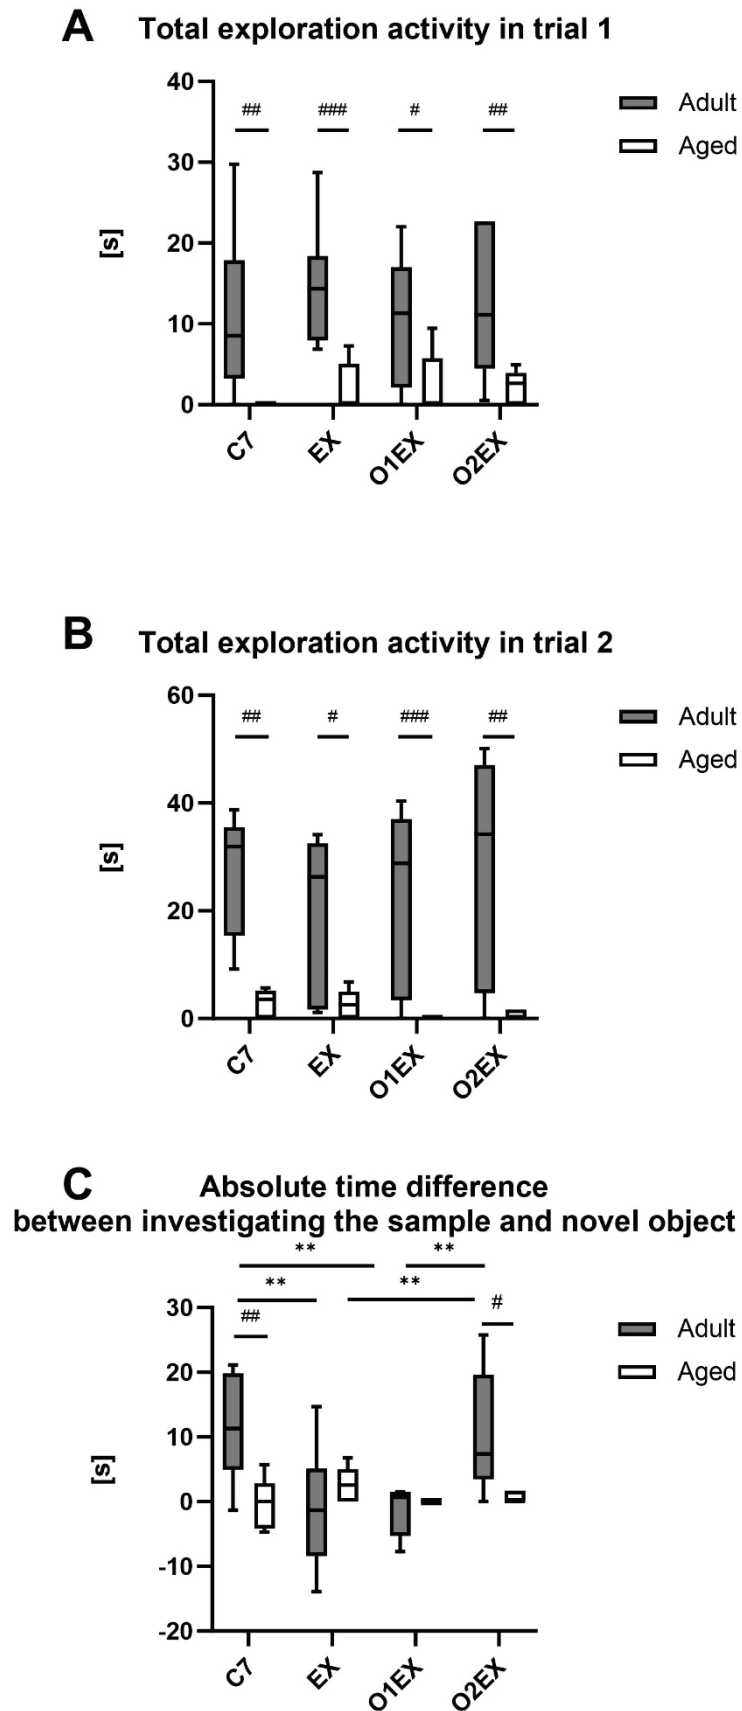 A Total exploration activity in trial 1
40
## ### # ##
Adult
Aged
30
[s]
20
10
0
C7 EX O1EX O2EX
B Total exploration activity in trial 2
60
## # ### ##
Adult
Aged
40
[s]
20
0
C7 EX O1EX O2EX
C Absolute time difference
between investigating the sample and novel object
** **
** **
30
## #
Adult
Aged
20
10
[s]
0
-10
-20
C7 EX O1EX O2EX